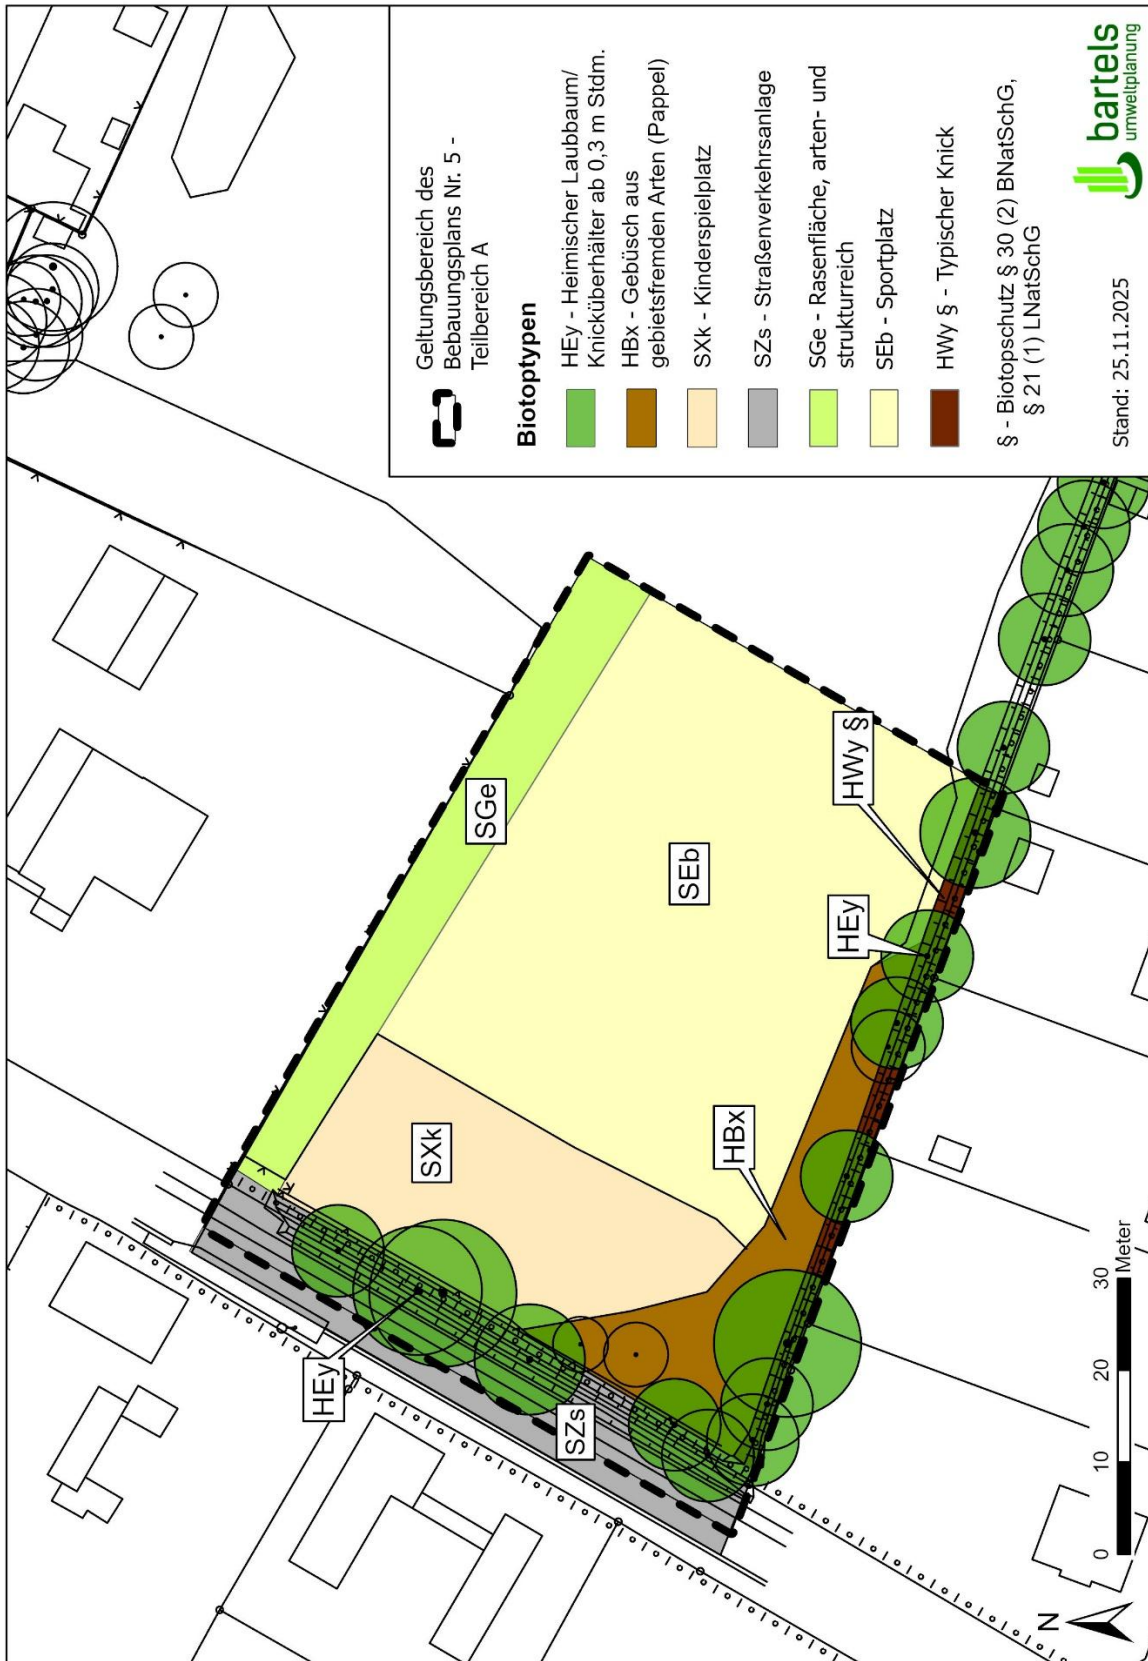 Geltungsbereich des
Bebauungsplans Nr. 5 -
Teilbereich A
Biotoptypen
HEy - Heimischer Laubbaum/
Knicküberhälter ab 0,3 m Stdm.
HBx - Gebüsch aus
gebietsfremden Arten (Pappel)
SXk - Kinderspielplatz
SZs - Straßenverkehrsanlage
SGe - Rasenfläche, arten- und
strukturreich
SEb - Sportplatz
HWy § - Typischer Knick
§ - Biotopschutz § 30 (2) BNatSchG,
§ 21 (1) LNatSchG
Stand: 25.11.2025
bartels
umweltplanung
SGe
SXk
SEb
HEy
SZs
HBx
HEy
HWy §
N
0
10
20
30
Meter